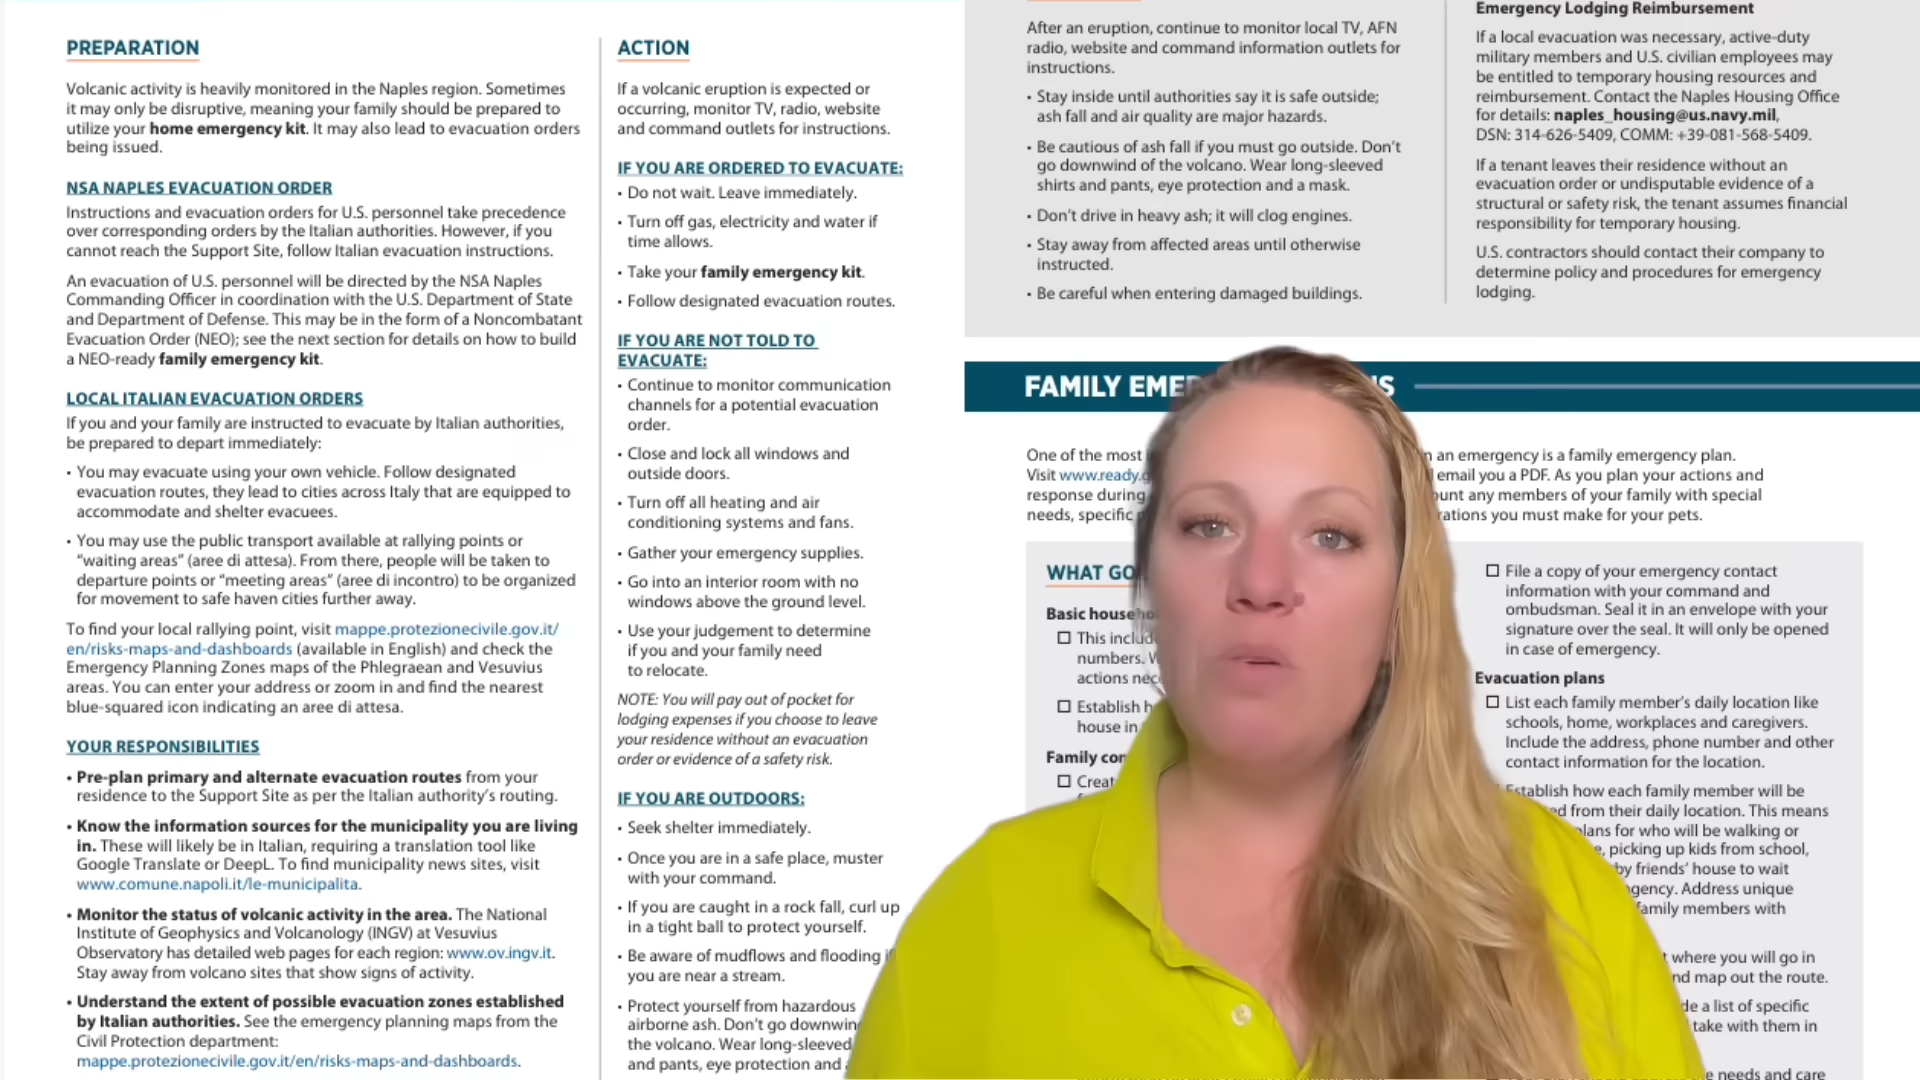 PREPARATION
Volcanic activity is heavily monitored in the Naples region. Sometimes
it may only be disruptive, meaning your family should be prepared to
utilize your home emergency kit. It may also lead to evacuation orders
being issued.
NSA NAPLES EVACUATION ORDER
Instructions and evacuation orders for U.S. personnel take precedence
over corresponding orders by the Italian authorities. However, if you
cannot reach the Support Site, follow Italian evacuation instructions.
An evacuation of U.S. personnel will be directed by the NSA Naples
Commanding Officer in coordination with the U.S. Department of State
and Department of Defense. This may be in the form of a Noncombatant
Evacuation Order (NEO); see the next section for details on how to build
a NEO-ready family emergency kit.
LOCAL ITALIAN EVACUATION ORDERS
If you and your family are instructed to evacuate by Italian authorities,
be prepared to depart immediately:
• You may evacuate using your own vehicle. Follow designated
evacuation routes, they lead to cities across Italy that are equipped to
accommodate and shelter evacuees.
• You may use the public transport available at rallying points or
“waiting areas” (aree di attesa). From there, people will be taken to
departure points or “meeting areas” (aree di incontro) to be organized
for movement to safe haven cities further away.
To find your local rallying point, visit mappe.protezionecivile.gov.it/
en/risks-maps-and-dashboards (available in English) and check the
Emergency Planning Zones maps of the Phlegraean and Vesuvius
areas. You can enter your address or zoom in and find the nearest
blue-squared icon indicating an aree di attesa.
YOUR RESPONSIBILITIES
• Pre-plan primary and alternate evacuation routes from your
residence to the Support Site as per the Italian authority’s routing.
• Know the information sources for the municipality you are living
in. These will likely be in Italian, requiring a translation tool like
Google Translate or DeepL. To find municipality news sites, visit
www.comune.napoli.it/le-municipalita.
• Monitor the status of volcanic activity in the area. The National
Institute of Geophysics and Volcanology (INGV) at Vesuvius
Observatory has detailed web pages for each region: www.ov.ingv.it.
Stay away from volcano sites that show signs of activity.
• Understand the extent of possible evacuation zones established
by Italian authorities. See the emergency planning maps from the
Civil Protection department:
mappe.protezionecivile.gov.it/en/risks-maps-and-dashboards.
ACTION
If a volcanic eruption is expected or
occurring, monitor TV, radio, website
and command outlets for instructions.
IF YOU ARE ORDERED TO EVACUATE:
• Do not wait. Leave immediately.
• Turn off gas, electricity and water if
time allows.
• Take your family emergency kit.
• Follow designated evacuation routes.
IF YOU ARE NOT TOLD TO
EVACUATE:
• Continue to monitor communication
channels for a potential evacuation
order.
• Close and lock all windows and
outside doors.
• Turn off all heating and air
conditioning systems and fans.
• Gather your emergency supplies.
• Go into an interior room with no
windows above the ground level.
• Use your judgement to determine
if you and your family need
to relocate.
NOTE: You will pay out of pocket for
lodging expenses if you choose to leave
your residence without an evacuation
order or evidence of a safety risk.
IF YOU ARE OUTDOORS:
• Seek shelter immediately.
• Once you are in a safe place, muster
with your command.
• If you are caught in a rock fall, curl up
in a tight ball to protect yourself.
• Be aware of mudflows and flooding
you are near a stream.
• Protect yourself from hazardous
airborne ash. Don’t go downwin
the volcano. Wear long-sleeved
and pants, eye protection and
After an eruption, continue to monitor local TV, AFN
radio, website and command information outlets for
instructions.
• Stay inside until authorities say it is safe outside;
ash fall and air quality are major hazards.
• Be cautious of ash fall if you must go outside. Don’t
go downwind of the volcano. Wear long-sleeved
shirts and pants, eye protection and a mask.
• Don’t drive in heavy ash; it will clog engines.
• Stay away from affected areas until otherwise
instructed.
• Be careful when entering damaged buildings.
Emergency Lodging Reimbursement
If a local evacuation was necessary, active-duty
military members and U.S. civilian employees may
be entitled to temporary housing resources and
reimbursement. Contact the Naples Housing Office
for details: naples_housing@us.navy.mil,
DSN: 314-626-5409, COMM: +39-081-568-5409.
If a tenant leaves their residence without an
evacuation order or undisputable evidence of a
structural or safety risk, the tenant assumes financial
responsibility for temporary housing.
U.S. contractors should contact their company to
determine policy and procedures for emergency
lodging.
FAMILY EME S
One of the most an emergency is a family emergency plan.
Visit www.ready.g email you a PDF. As you plan your actions and
response during any members of your family with special
needs, specific you must make for your pets.
WHAT GO
Basic household
This includ
numbers. W
actions nec
Establish h
house in
Family con
Creat
File a copy of your emergency contact
information with your command and
ombudsman. Seal it in an envelope with your
signature over the seal. It will only be opened
in case of emergency.
Evacuation plans
List each family member’s daily location like
schools, home, workplaces and caregivers.
Include the address, phone number and other
contact information for the location.
Establish how each family member will be
from their daily location. This means
plans for who will be walking or
picking up kids from school,
by friends’ house to wait
Address unique
family members with
where you will go in
and map out the route.
a list of specific
take with them in
needs and care